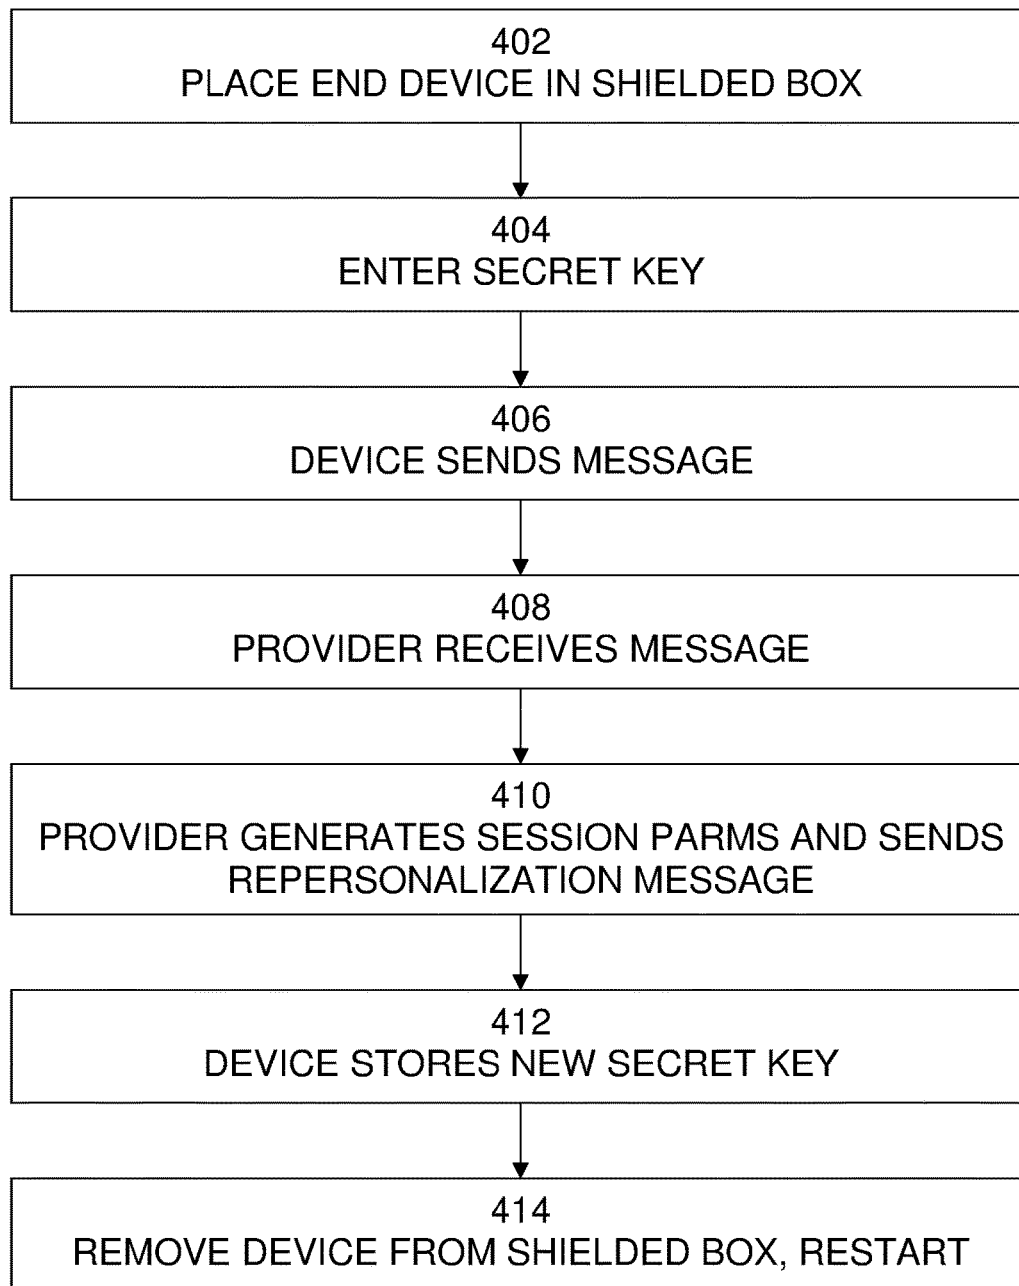 402
PLACE END DEVICE IN SHIELDED BOX
404
ENTER SECRET KEY
406
DEVICE SENDS MESSAGE
408
PROVIDER RECEIVES MESSAGE
410
PROVIDER GENERATES SESSION PARMS AND SENDS
REPERSONALIZATION MESSAGE
412
DEVICE STORES NEW SECRET KEY
414
REMOVE DEVICE FROM SHIELDED BOX, RESTART